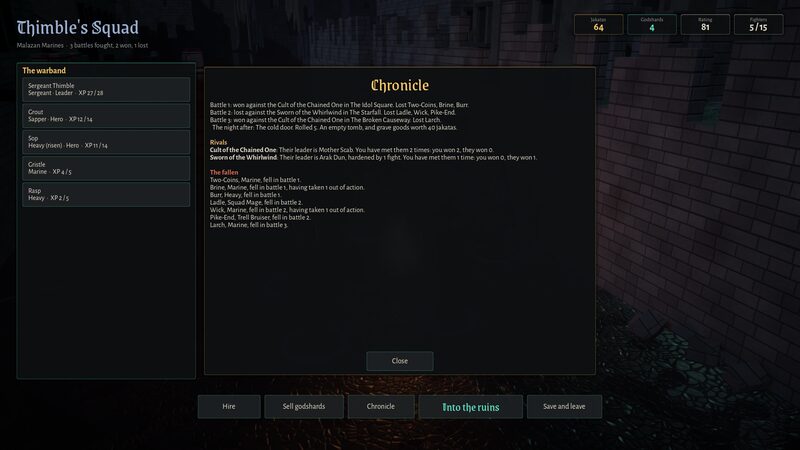 Thimble's Squad
Malazan Marines · 3 battles fought, 2 won, 1 lost
Jakatas
64
Godshards
4
Rating
81
Fighters
5 / 15
The warband
Sergeant Thimble
Sergeant · Leader · XP 27 / 28
Grout
Sapper · Hero · XP 12 / 14
Sop
Heavy (risen) · Hero · XP 11 / 14
Gristle
Marine · XP 4 / 5
Rasp
Heavy · XP 2 / 5
Chronicle
Battle 1: won against the Cult of the Chained One in The Idol Square. Lost Two-Coins, Brine, Burr.
Battle 2: lost against the Sworn of the Whirlwind in The Starfall. Lost Ladle, Wick, Pike-End.
Battle 3: won against the Cult of the Chained One in The Broken Causeway. Lost Larch.
The night after: The cold door. Rolled 5. An empty tomb, and grave goods worth 40 Jakatas.
Rivals
Cult of the Chained One: Their leader is Mother Scab. You have met them 2 times: you won 2, they won 0.
Sworn of the Whirlwind: Their leader is Arak Dun, hardened by 1 fight. You have met them 1 time: you won 0, they won 1.
The fallen
Two-Coins, Marine, fell in battle 1.
Brine, Marine, fell in battle 1, having taken 1 out of action.
Burr, Heavy, fell in battle 1.
Ladle, Squad Mage, fell in battle 2.
Wick, Marine, fell in battle 2, having taken 1 out of action.
Pike-End, Trell Bruiser, fell in battle 2.
Larch, Marine, fell in battle 3.
Close
Hire
Sell godshards
Chronicle
Into the ruins
Save and leave